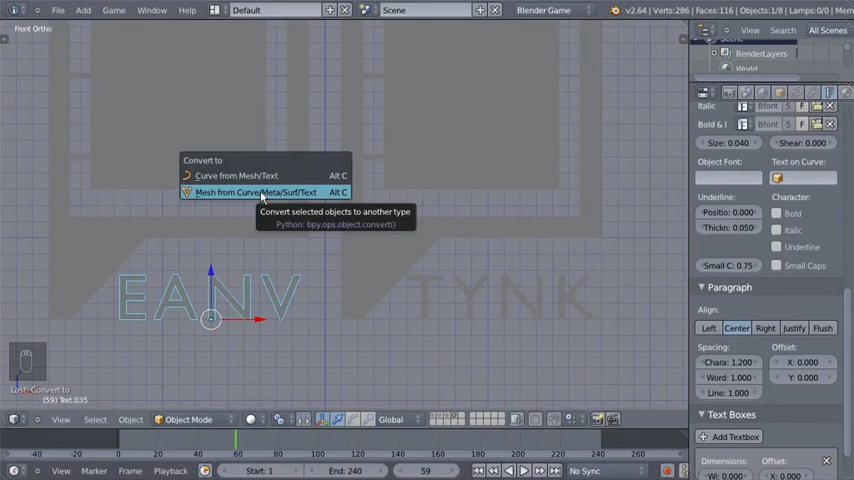 File Add Game Window Help Default Scene Blender Game v2.64 | Verts:286 | Faces:116 | Objects:1/8 | Lamps:0/0
Front Ortho
View Search All Scenes
RenderLayers
World
Italic Bfont 5 F
Bold & I Bfont 5 F
Size: 0.040 Shear: 0.000
Object Font: Text on Curve:
Underline: Character:
Positio: 0.000 Bold
Thickn: 0.050 Italic
Underline
Small C: 0.75 Small Caps
Paragraph
Align:
Left Center Right Justify Flush
Spacing: Offset:
Chara: 1.200 X: 0.000
Word: 1.000 Y: 0.000
Line: 1.000
Text Boxes
Add Textbox
Dimensions:
Convert to
Curve from Mesh/Text Alt C
Mesh from Curve/Meta/Surf/Text Alt C
Convert selected objects to another type
Python: bpy.ops.object.convert()
EANV TYNK
Last: Convert to
(59) Text.035
View Select Object Object Mode Global
-40 -20 0 20 40 60 80 100 120 140 160 180 200 220 240 260
View Marker Frame Playback Start: 1 End: 240 59 No Sync